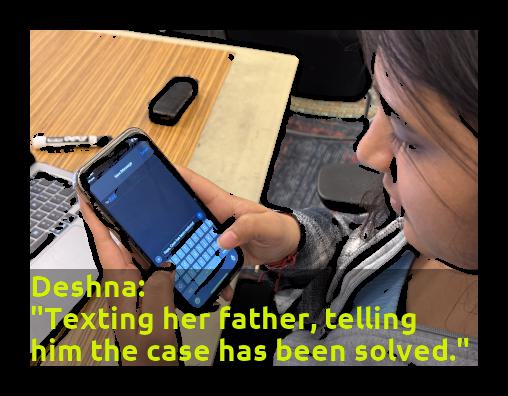 Deshna:
"Texting her father, telling
him the case has been solved."